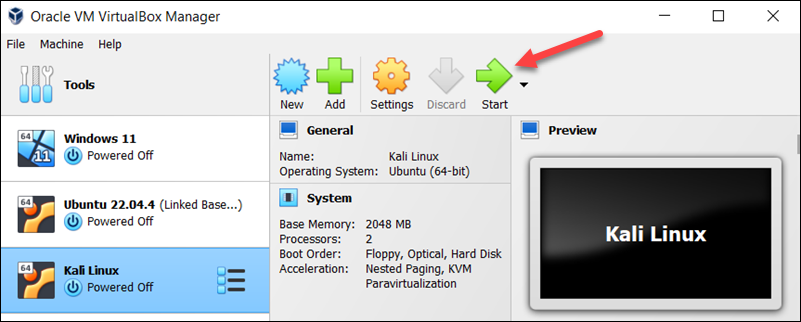 Oracle VM VirtualBox Manager
File Machine Help
Tools
New Add Settings Discard Start
64
11
Windows 11
Powered Off
64
Ubuntu 22.04.4 (Linked Base...)
Powered Off
64
Kali Linux
Powered Off
General
Name: Kali Linux
Operating System: Ubuntu (64-bit)
System
Base Memory: 2048 MB
Processors: 2
Boot Order: Floppy, Optical, Hard Disk
Acceleration: Nested Paging, KVM
Paravirtualization
Preview
Kali Linux